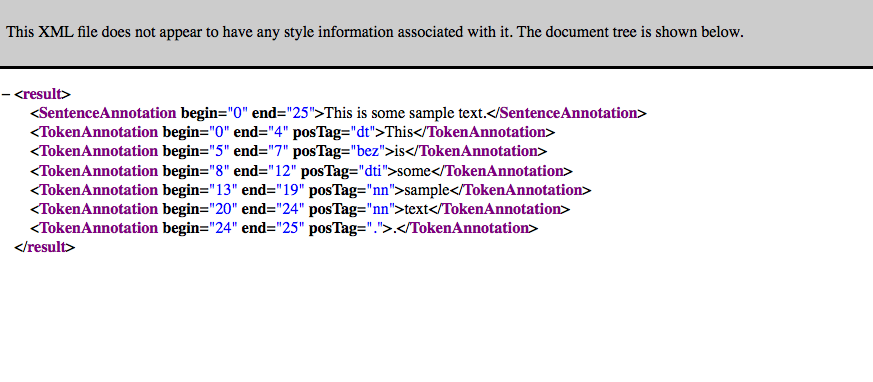 This XML file does not appear to have any style information associated with it. The document tree is shown below.
− <result>
<SentenceAnnotation begin="0" end="25">This is some sample text.</SentenceAnnotation>
<TokenAnnotation begin="0" end="4" posTag="dt">This</TokenAnnotation>
<TokenAnnotation begin="5" end="7" posTag="bez">is</TokenAnnotation>
<TokenAnnotation begin="8" end="12" posTag="dti">some</TokenAnnotation>
<TokenAnnotation begin="13" end="19" posTag="nn">sample</TokenAnnotation>
<TokenAnnotation begin="20" end="24" posTag="nn">text</TokenAnnotation>
<TokenAnnotation begin="24" end="25" posTag=".">.</TokenAnnotation>
</result>